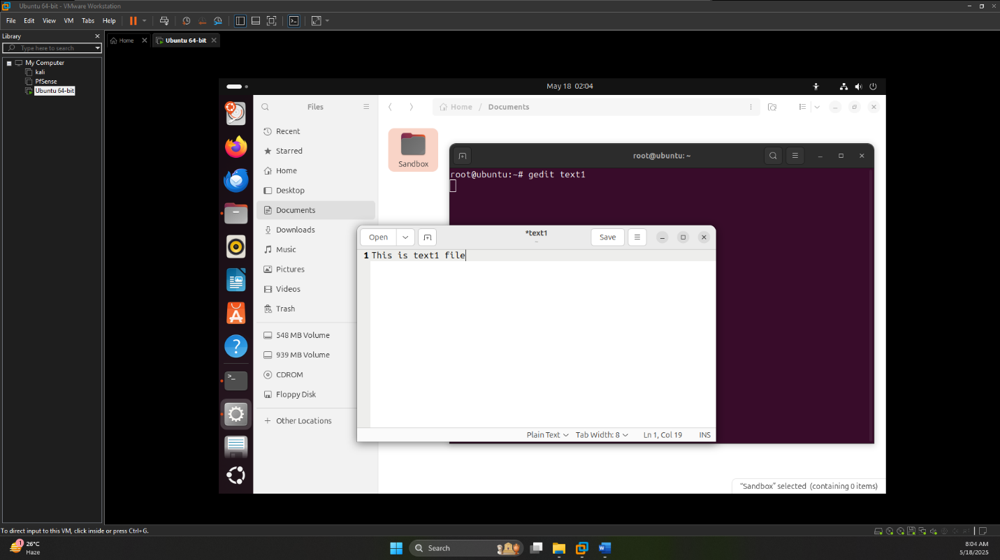 Ubuntu 64-bit - VMware Workstation
File Edit View VM Tabs Help
Library
Type here to search
My Computer
kali
PfSense
Ubuntu 64-bit
Home
Ubuntu 64-bit
May 18 02:04
Files
Recent
Starred
Home
Desktop
Documents
Downloads
Music
Pictures
Videos
Trash
548 MB Volume
939 MB Volume
CDROM
Floppy Disk
+ Other Locations
Home / Documents
Sandbox
root@ubuntu: ~
root@ubuntu:~# gedit text1
Open
*text1
~
Save
1 This is text1 file
Plain Text
Tab Width: 8
Ln 1, Col 19
INS
“Sandbox” selected (containing 0 items)
To direct input to this VM, click inside or press Ctrl+G.
1
26°C
Haze
Search
8:04 AM
5/18/2025